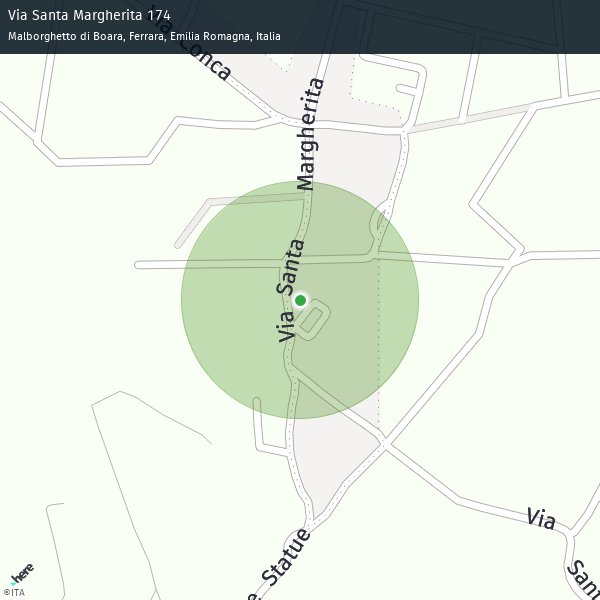 Via Santa Margherita 174
Malborghetto di Boara, Ferrara, Emilia Romagna, Italia
Conca
Via Santa Margherita
Statue
Via
here
©ITA